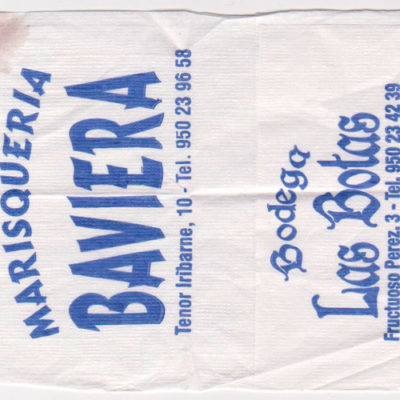 MARISQUERIA
BAVIERA
Tenor Iribarne, 10 - Tel. 950 23 96 58
Bodega
Las Botas
Fructuoso Perez, 3 - Tel. 950 23 42 39